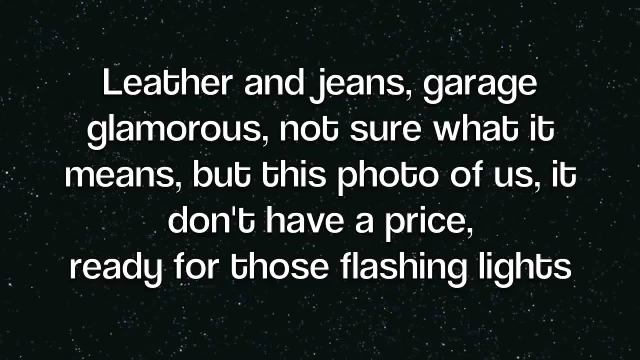 Leather and jeans, garage
glamorous, not sure what it
means, but this photo of us, it
don't have a price,
ready for those flashing lights